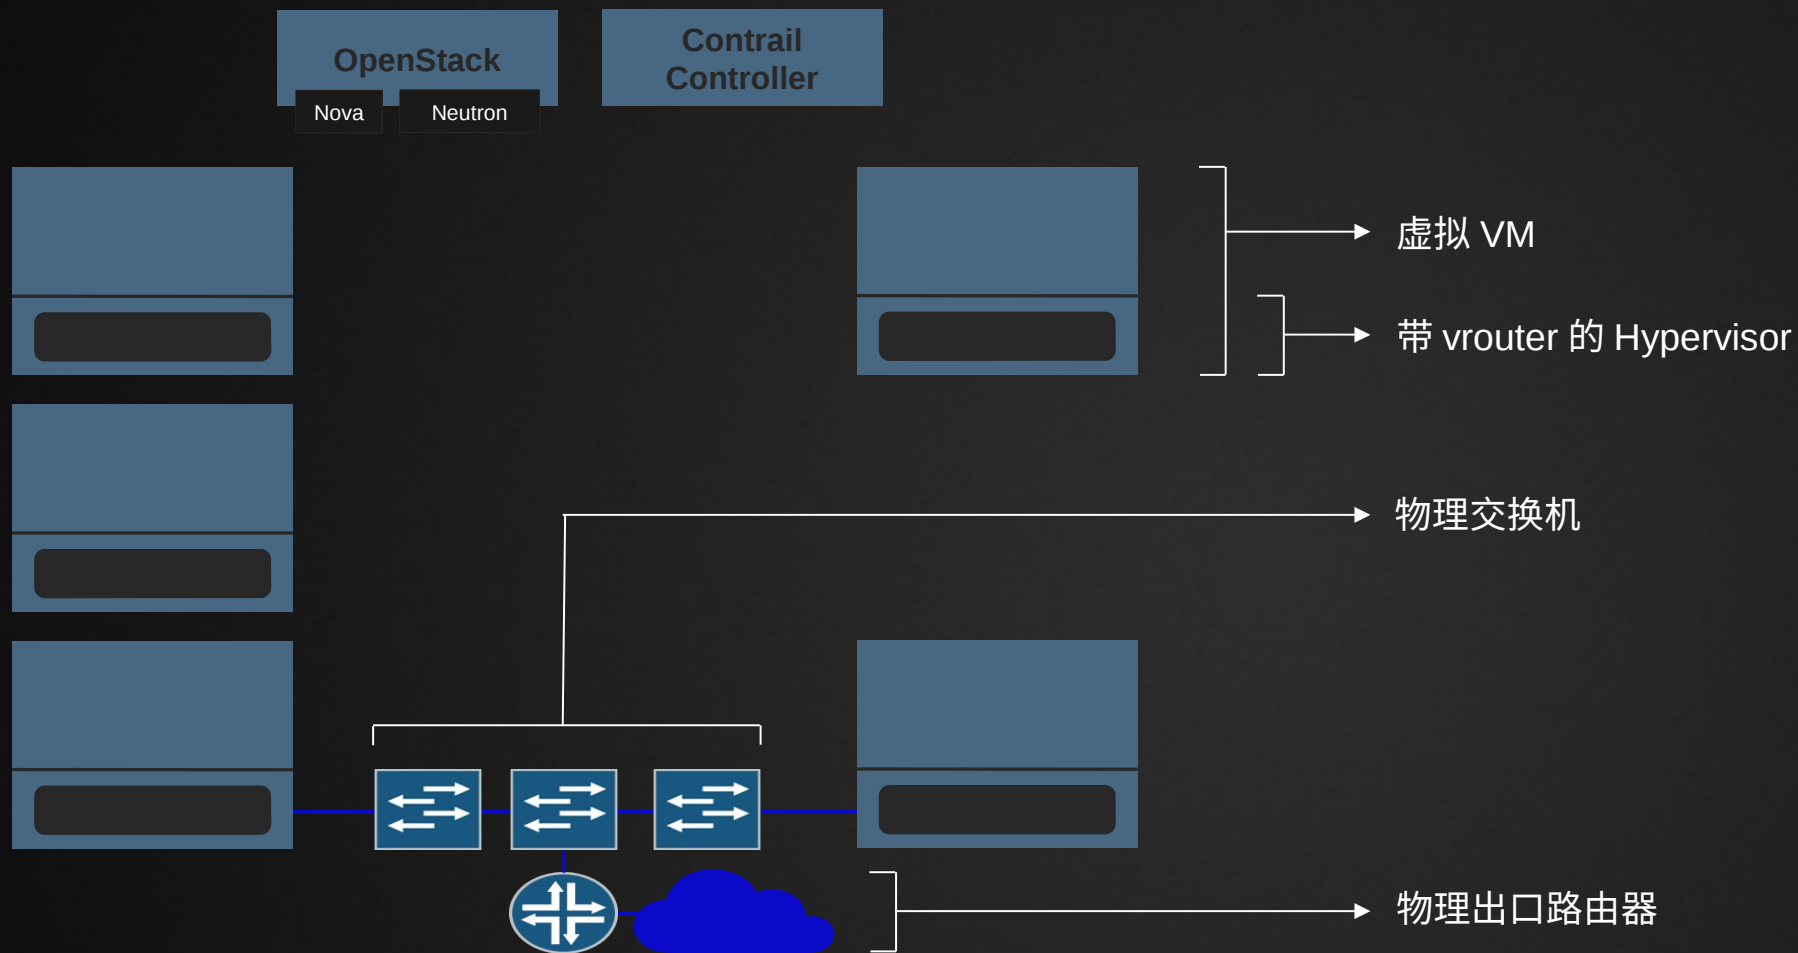 OpenStack
Contrail
Controller
Nova
Neutron
虚拟 VM
带 vrouter 的 Hypervisor
物理交换机
物理出口路由器